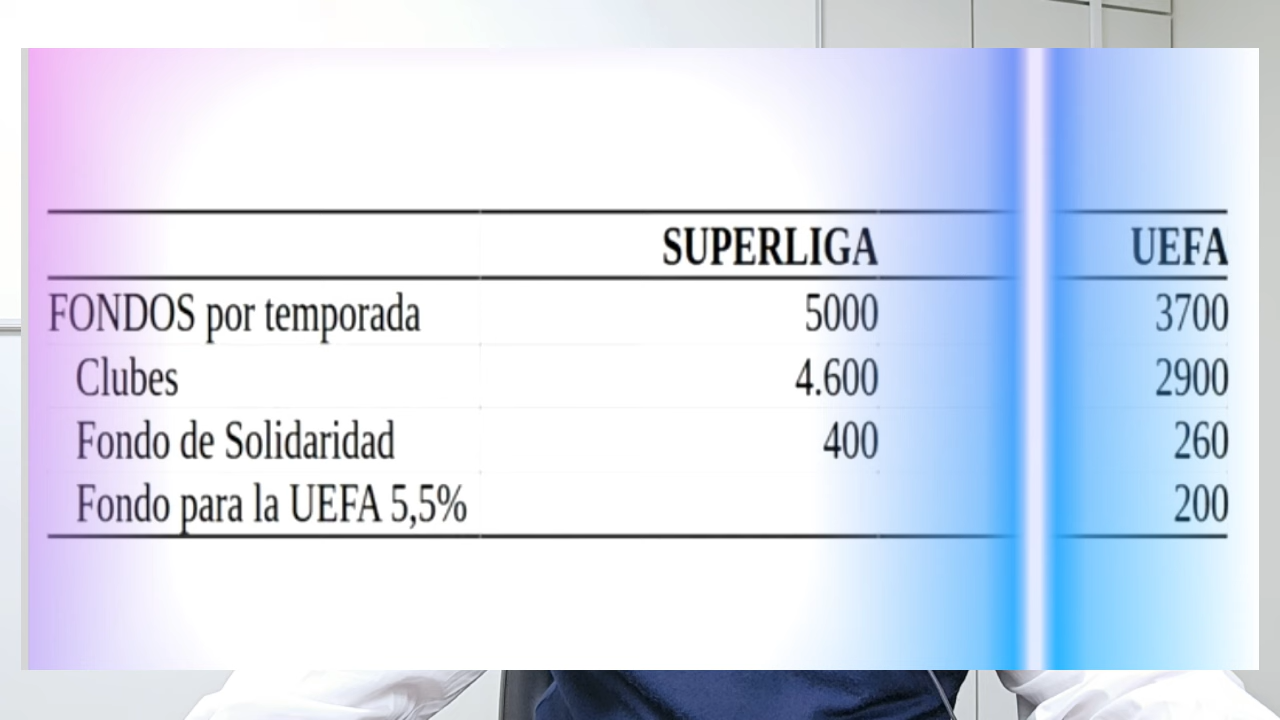 SUPERLIGA UEFA
FONDOS por temporada 5000 3700
Clubes 4.600 2900
Fondo de Solidaridad 400 260
Fondo para la UEFA 5,5% 200